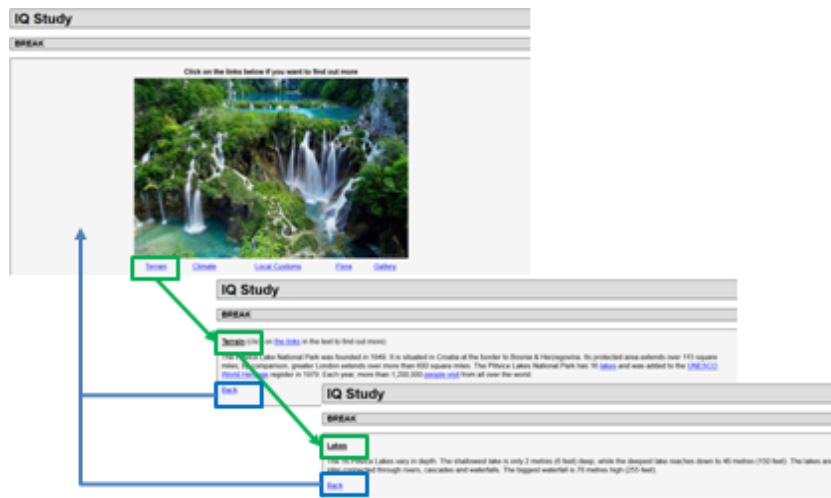 IQ Study
BREAK
Click on the links below if you want to find out more
Terrain Climate Local Customs Flora Gallery
IQ Study
BREAK
Terrain (click on the links in the text to find out more)
The Plitvice Lake National Park was founded in 1949. It is situated in Croatia at the border to Bosnia & Herzegovina. Its protected area extends over 115 square
miles; by comparison, greater London extends over more than 600 square miles. The Plitvice Lakes National Park has 16 lakes and was added to the UNESCO
World Heritage register in 1979. Each year, more than 1,200,000 people visit from all over the world.
Back
IQ Study
BREAK
Lakes
The 16 Plitvice Lakes vary in depth. The shallowest lake is only 2 metres (6 feet) deep, while the deepest lake reaches down to 46 metres (150 feet). The lakes are
connected through rivers, cascades and waterfalls. The biggest waterfall is 70 metres high (255 feet).
Back